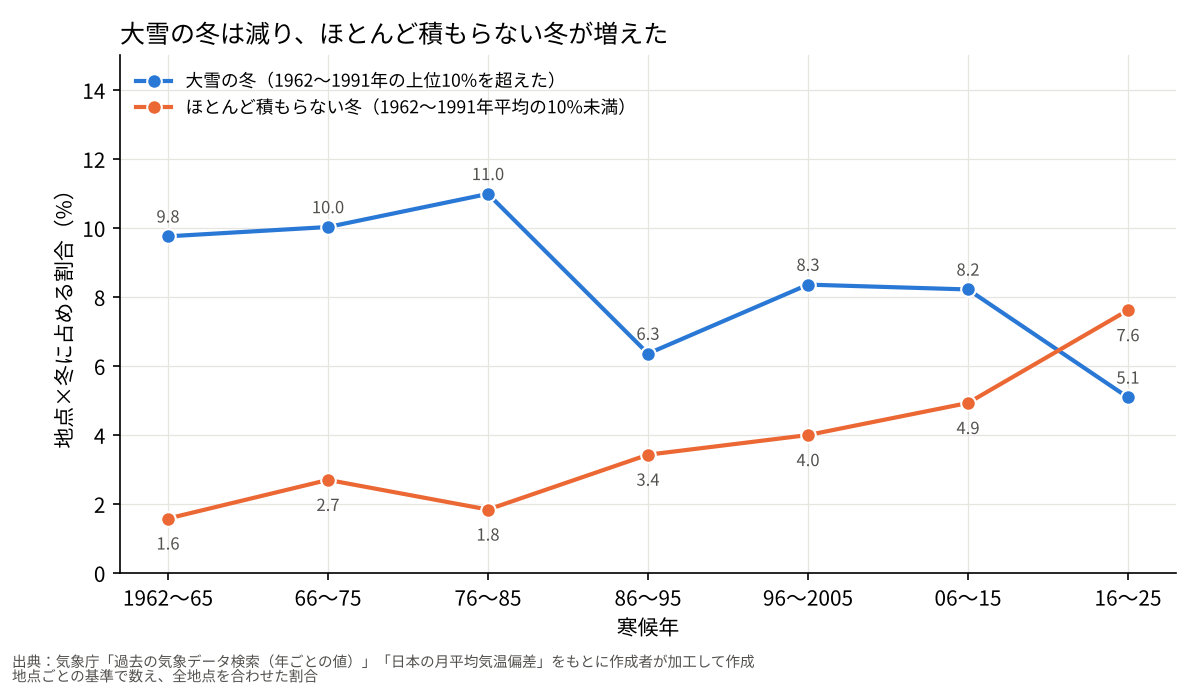 大雪の冬は減り、ほとんど積もらない冬が増えた
大雪の冬（1962〜1991年の上位10%を超えた）
ほとんど積もらない冬（1962〜1991年平均の10%未満）
地点×冬に占める割合（%）
14
12
10
8
6
4
2
0
9.8
10.0
11.0
6.3
8.3
8.2
5.1
1.6
2.7
1.8
3.4
4.0
4.9
7.6
1962〜65 66〜75 76〜85 86〜95 96〜2005 06〜15 16〜25
寒候年
出典：気象庁「過去の気象データ検索（年ごとの値）」「日本の月平均気温偏差」をもとに作成者が加工して作成
地点ごとの基準で数え、全地点を合わせた割合